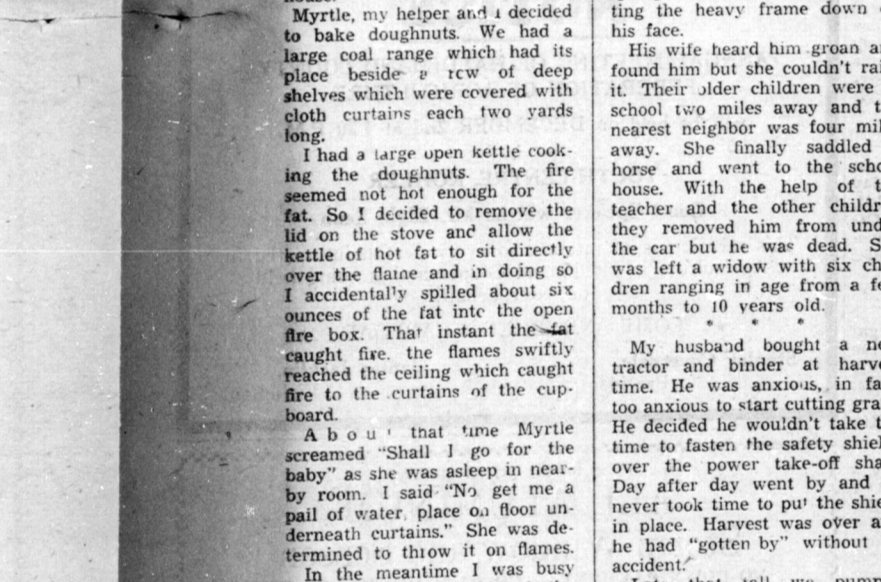 Myrtle, my helper and I decided
to bake doughnuts. We had a
large coal range which had its
place beside a row of deep
shelves which were covered with
cloth curtains each two yards
long.
I had a large open kettle cook-
ing the doughnuts. The fire
seemed not hot enough for the
fat. So I decided to remove the
lid on the stove and allow the
kettle of hot fat to sit directly
over the flame and in doing so
I accidentally spilled about six
ounces of the fat into the open
fire box. That instant the fat
caught fire. the flames swiftly
reached the ceiling which caught
fire to the curtains of the cup-
board.
About that time Myrtle
screamed "Shall I go for the
baby" as she was asleep in near-
by room. I said "No get me a
pail of water, place on floor un-
derneath curtains." She was de-
termined to throw it on flames.
In the meantime I was busy
ting the heavy frame down
his face.
His wife heard him groan
found him but she couldn't
it. Their older children were
school two miles away and
nearest neighbor was four
away. She finally saddled
horse and went to the
house. With the help of
teacher and the other
they removed him from
the car but he was dead.
was left a widow with six
dren ranging in age from a
months to 10 years old.
* * *
My husband bought a
tractor and binder at
time. He was anxious, in
too anxious to start cutting
He decided he wouldn't take
time to fasten the safety
over the power take-off
Day after day went by and
never took time to put the
in place. Harvest was over
he had "gotten by" without
accident.